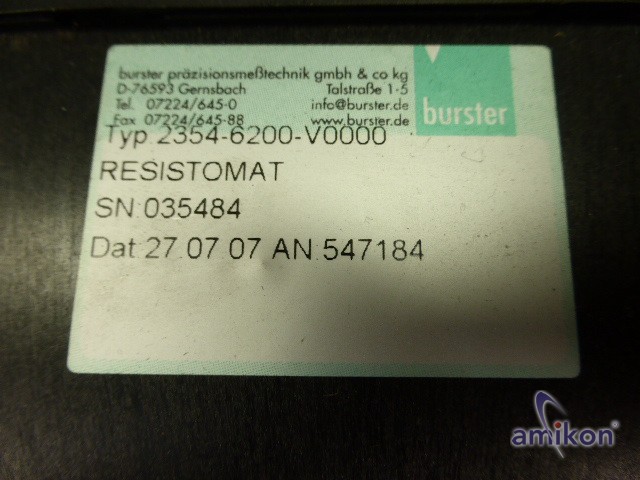 burster präzisionsmeßtechnik gmbh & co kg
D-76593 Gernsbach Talstraße 1-5
Tel. 07224/645-0 info@burster.de
Fax 07224/645-88 www.burster.de
burster
Typ 2354-6200-V0000
RESISTOMAT
SN:035484
Dat 27.07 07 AN:547184
amikon